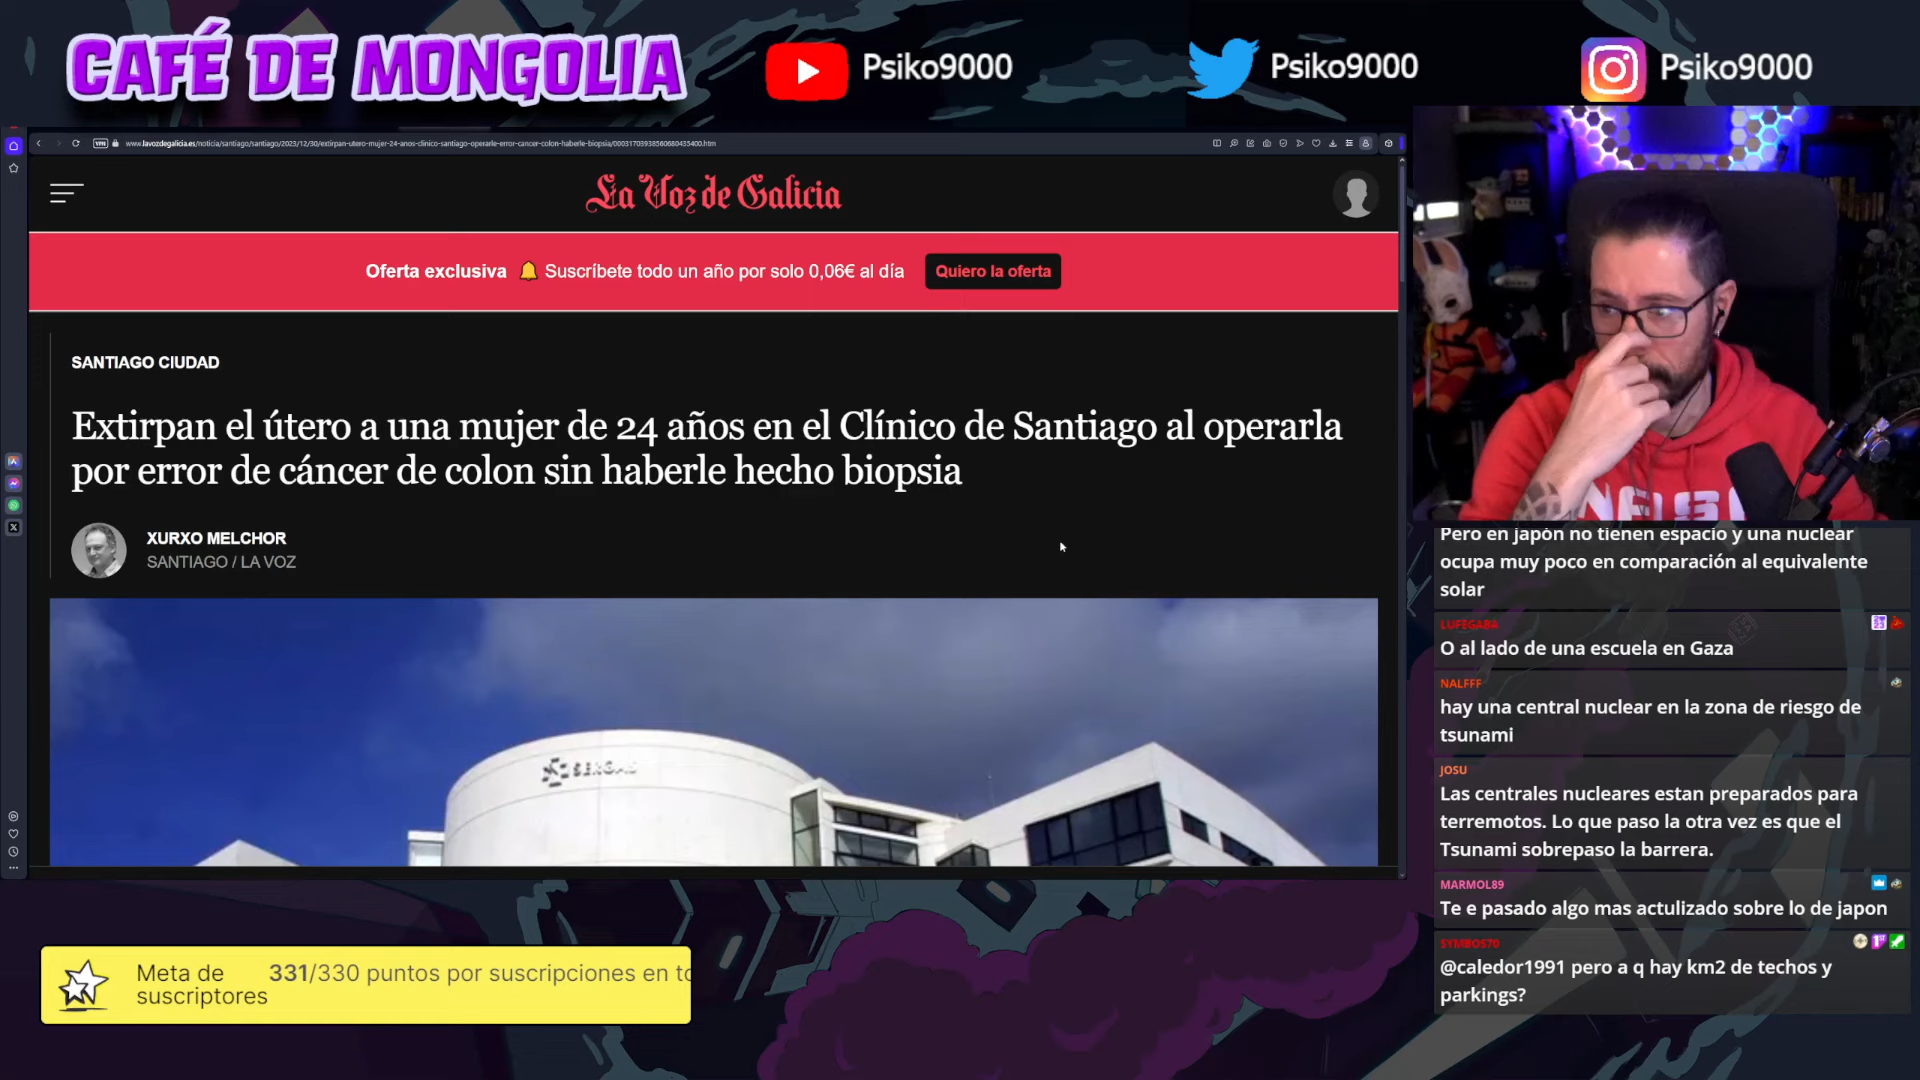 CAFÉ DE MONGOLIA
Psiko9000
Psiko9000
Psiko9000
VPN
www.lavozdegalicia.es/noticia/santiago/santiago/2023/12/30/extirpan-utero-mujer-24-anos-clinico-santiago-operarle-error-cancer-colon-haberle-biopsia/00031703938560680435400.htm
La Voz de Galicia
Oferta exclusiva 🔔 Suscríbete todo un año por solo 0,06€ al día
Quiero la oferta
SANTIAGO CIUDAD
Extirpan el útero a una mujer de 24 años en el Clínico de Santiago al operarla
por error de cáncer de colon sin haberle hecho biopsia
XURXO MELCHOR
SANTIAGO / LA VOZ
SERGAS
Pero en japón no tienen espacio y una nuclear
ocupa muy poco en comparación al equivalente
solar
LUFEGABA
O al lado de una escuela en Gaza
NALFFF
hay una central nuclear en la zona de riesgo de
tsunami
JOSU
Las centrales nucleares estan preparados para
terremotos. Lo que paso la otra vez es que el
Tsunami sobrepaso la barrera.
MARMOL89
Te e pasado algo mas actulizado sobre lo de japon
SYMBOS70
@caledor1991 pero a q hay km2 de techos y
parkings?
Meta de
suscriptores
331/330 puntos por suscripciones en to